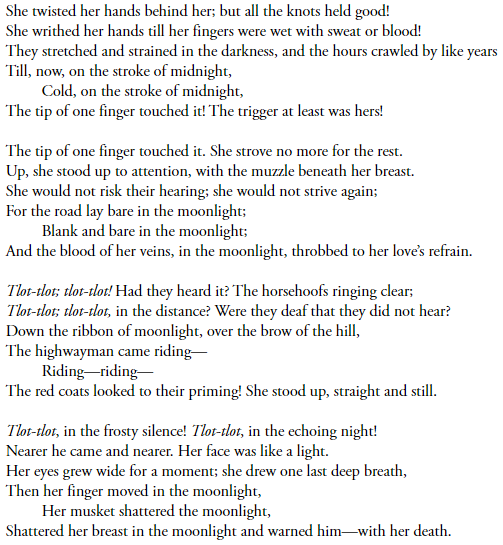 She twisted her hands behind her; but all the knots held good!
She writhed her hands till her fingers were wet with sweat or blood!
They stretched and strained in the darkness, and the hours crawled by like years
Till, now, on the stroke of midnight,
Cold, on the stroke of midnight,
The tip of one finger touched it! The trigger at least was hers!

The tip of one finger touched it. She strove no more for the rest.
Up, she stood up to attention, with the muzzle beneath her breast.
She would not risk their hearing; she would not strive again;
For the road lay bare in the moonlight;
Blank and bare in the moonlight;
And the blood of her veins, in the moonlight, throbbed to her love’s refrain.

Tlot-tlot; tlot-tlot! Had they heard it? The horsehoofs ringing clear;
Tlot-tlot; tlot-tlot, in the distance? Were they deaf that they did not hear?
Down the ribbon of moonlight, over the brow of the hill,
The highwayman came riding—
Riding—riding—
The red coats looked to their priming! She stood up, straight and still.

Tlot-tlot, in the frosty silence! Tlot-tlot, in the echoing night!
Nearer he came and nearer. Her face was like a light.
Her eyes grew wide for a moment; she drew one last deep breath,
Then her finger moved in the moonlight,
Her musket shattered the moonlight,
Shattered her breast in the moonlight and warned him—with her death.